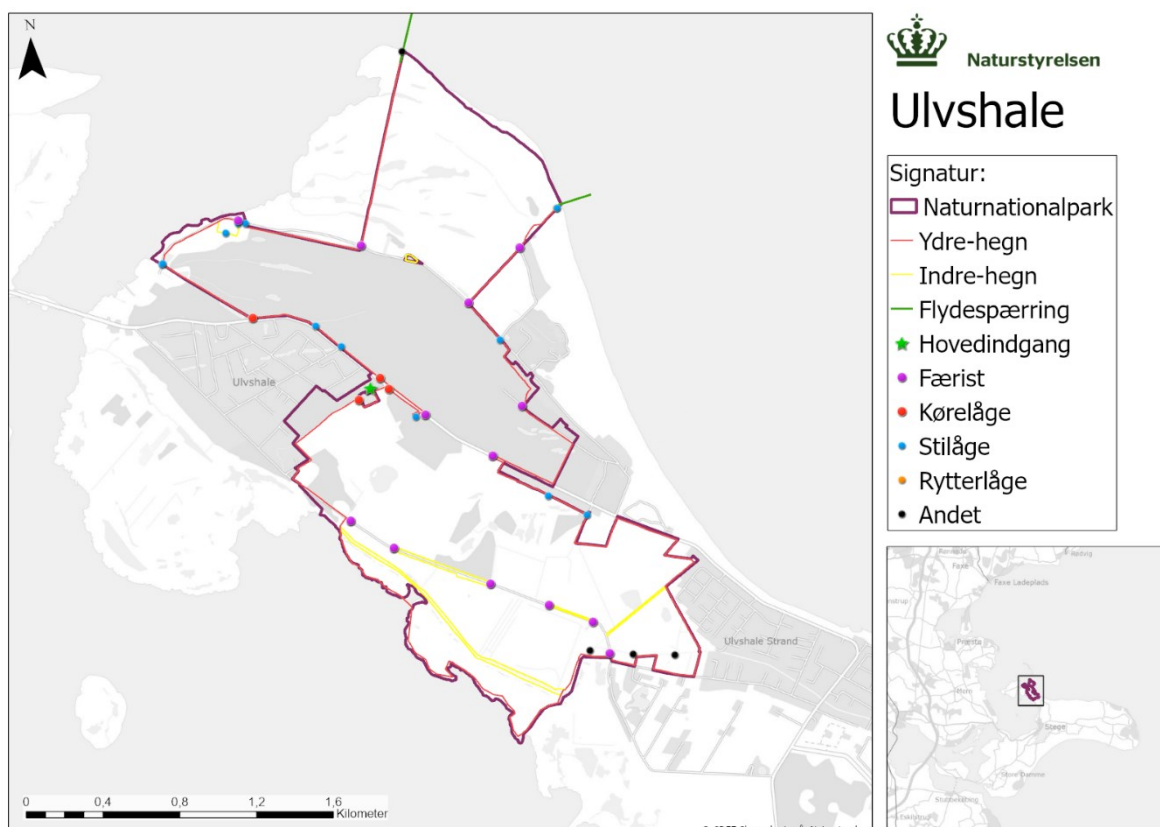 N
Ulvshale
Ulvshale Strand
0
0,4
0,8
1,2
1,6
Kilometer
Naturstyrelsen
Ulvshale
Signatur:
Naturnationalpark
Ydre-hegn
Indre-hegn
Flydespærring
Hovedindgang
Færist
Kørelåge
Stilåge
Rytterlåge
Andet
Rødvig
Faxe
Faxe Ladeplads
Præstø
Stege